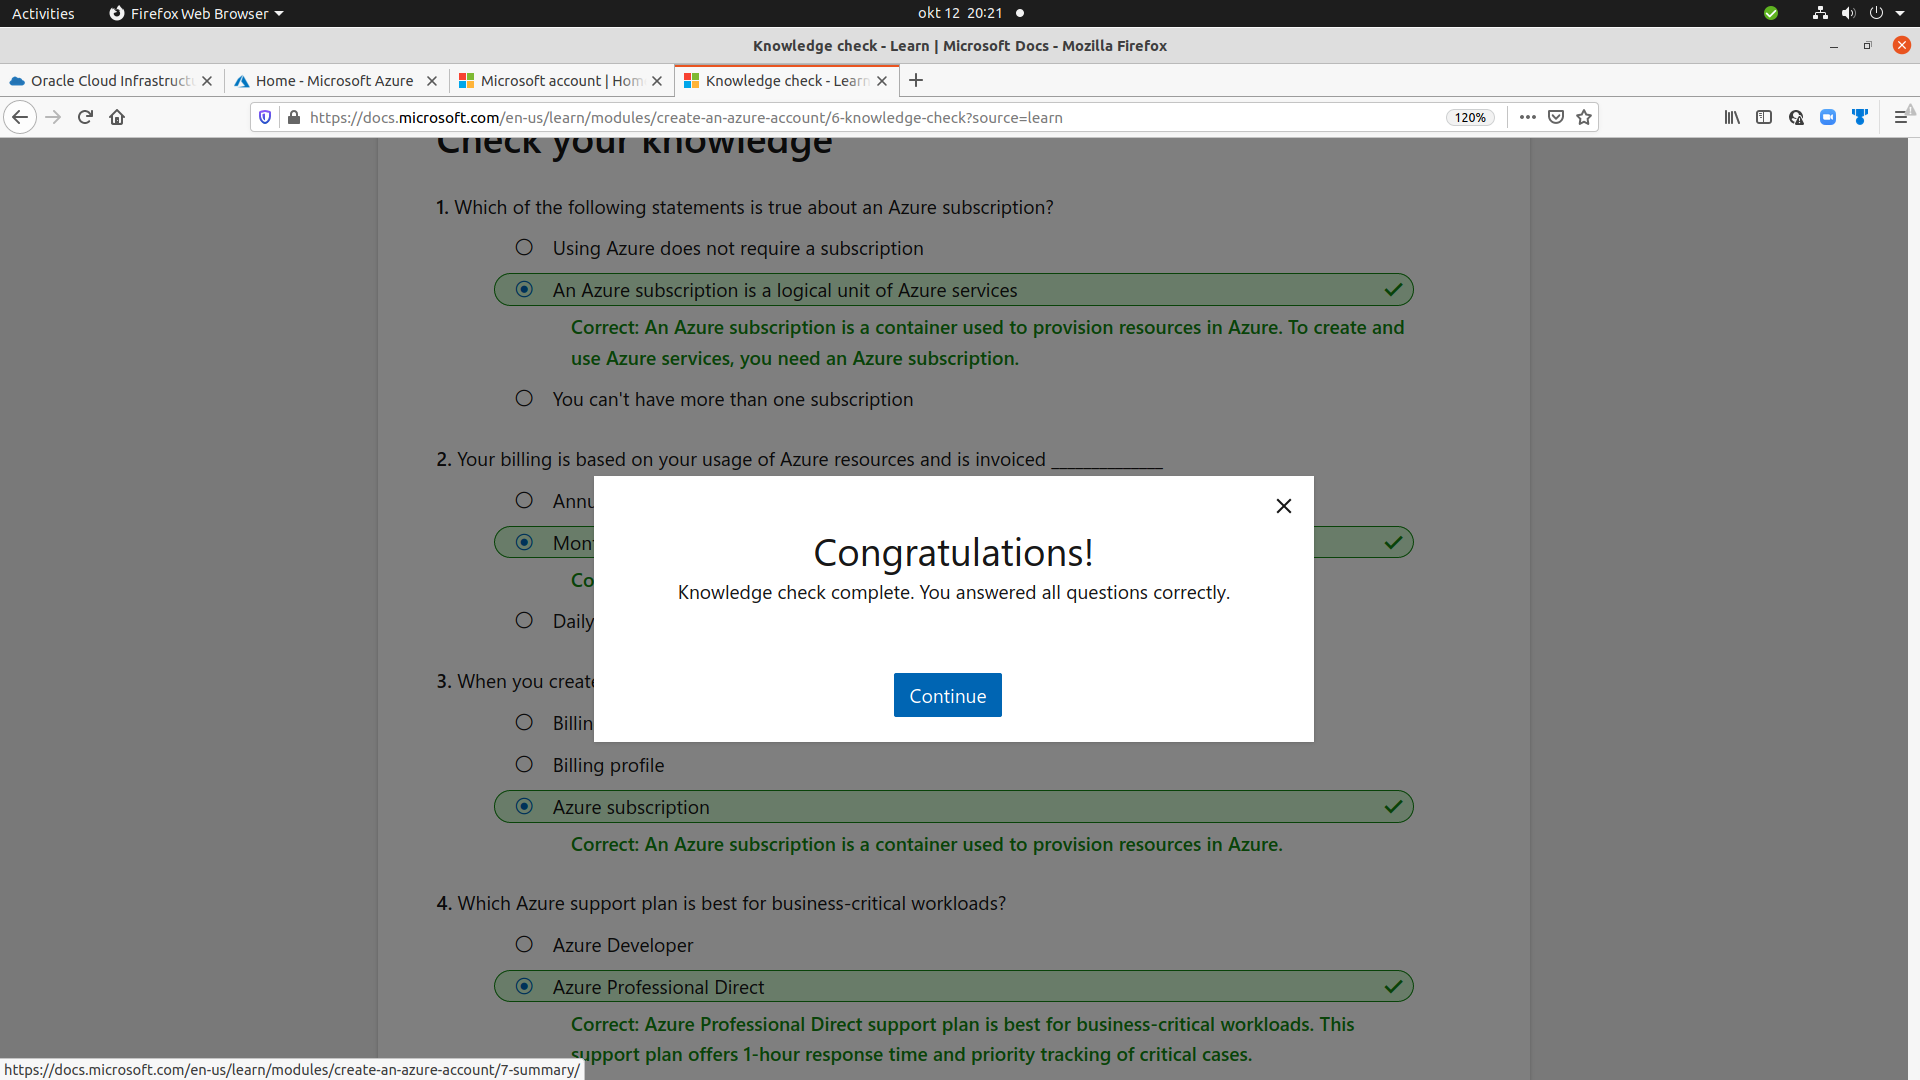 Activities
Firefox Web Browser
okt 12 20:21
Knowledge check - Learn | Microsoft Docs - Mozilla Firefox
Oracle Cloud Infrastruct
Home - Microsoft Azure
Microsoft account | Hom
Knowledge check - Learn
https://docs.microsoft.com/en-us/learn/modules/create-an-azure-account/6-knowledge-check?source=learn
120%
Check your knowledge
1. Which of the following statements is true about an Azure subscription?
Using Azure does not require a subscription
An Azure subscription is a logical unit of Azure services
Correct: An Azure subscription is a container used to provision resources in Azure. To create and
use Azure services, you need an Azure subscription.
You can't have more than one subscription
2. Your billing is based on your usage of Azure resources and is invoiced ____________
Annu
Mon
Co
Daily
Congratulations!
Knowledge check complete. You answered all questions correctly.
Continue
3. When you create
Billin
Billing profile
Azure subscription
Correct: An Azure subscription is a container used to provision resources in Azure.
4. Which Azure support plan is best for business-critical workloads?
Azure Developer
Azure Professional Direct
Correct: Azure Professional Direct support plan is best for business-critical workloads. This
support plan offers 1-hour response time and priority tracking of critical cases.
https://docs.microsoft.com/en-us/learn/modules/create-an-azure-account/7-summary/